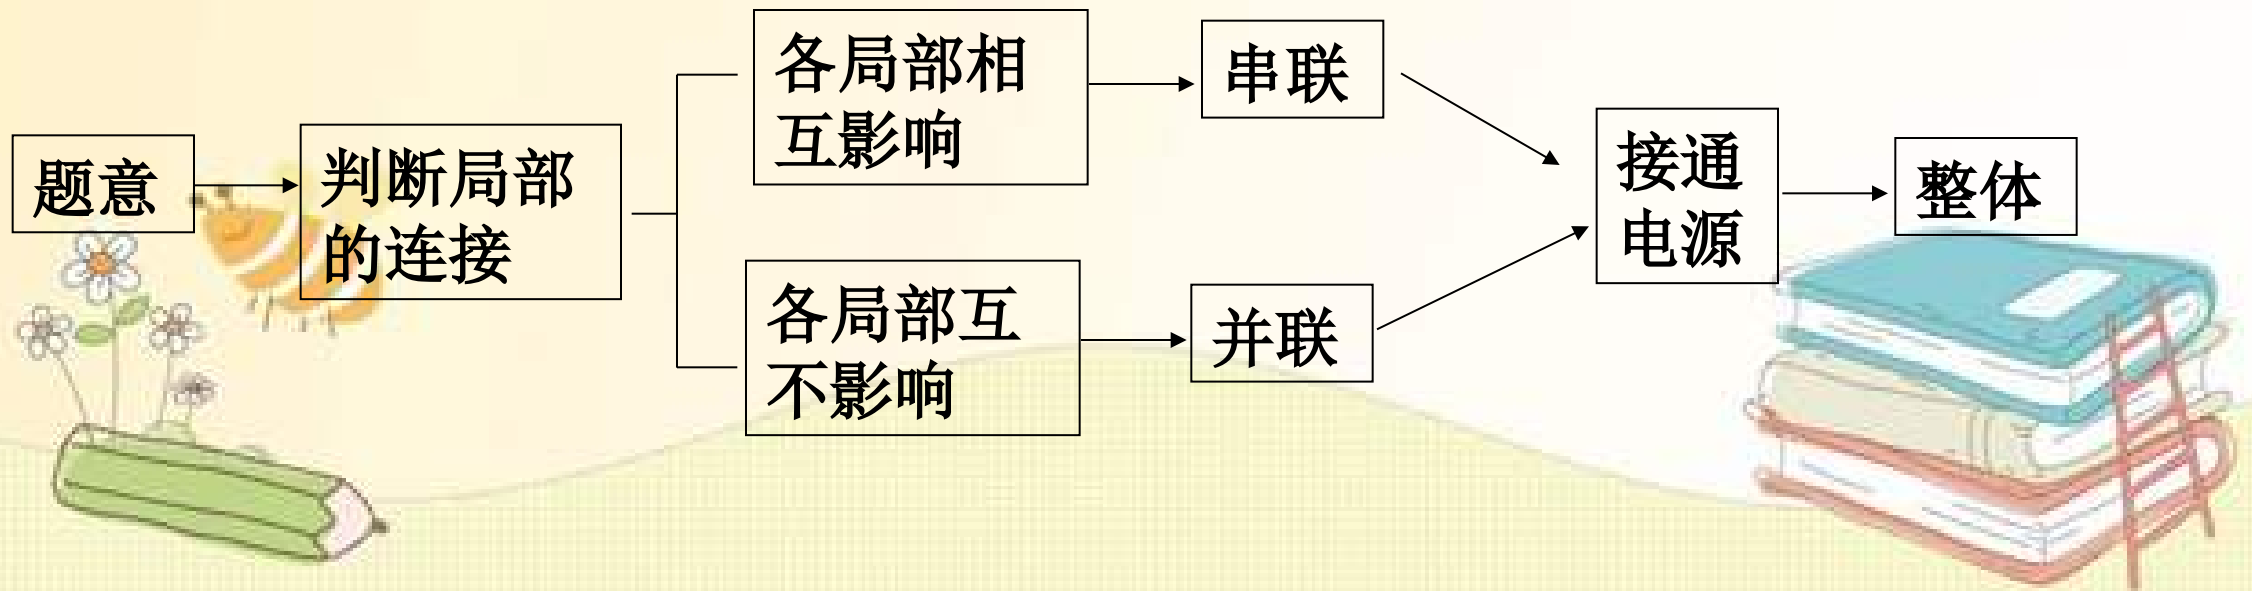 题意
判断局部
的连接
各局部相
互影响
串联
各局部互
不影响
并联
接通
电源
整体